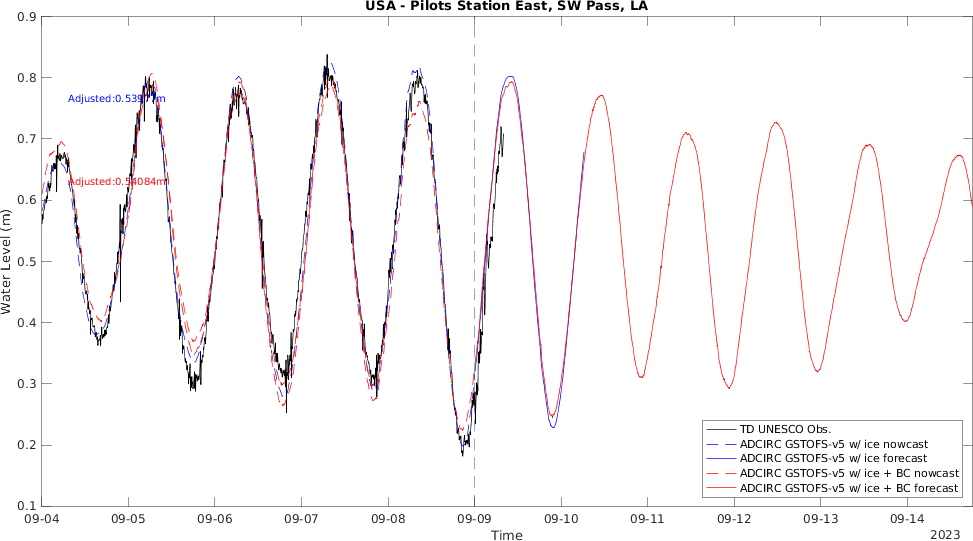 USA - Pilots Station East, SW Pass, LA
0.9
0.8
0.7
0.6
0.5
0.4
0.3
0.2
0.1
Water Level (m)
Adjusted:0.539
m
Adjusted:0.54084m
TD UNESCO Obs.
ADCIRC GSTOFS-v5 w/ ice nowcast
ADCIRC GSTOFS-v5 w/ ice forecast
ADCIRC GSTOFS-v5 w/ ice + BC nowcast
ADCIRC GSTOFS-v5 w/ ice + BC forecast
09-04 09-05 09-06 09-07 09-08 09-09 09-10 09-11 09-12 09-13 09-14
Time
2023